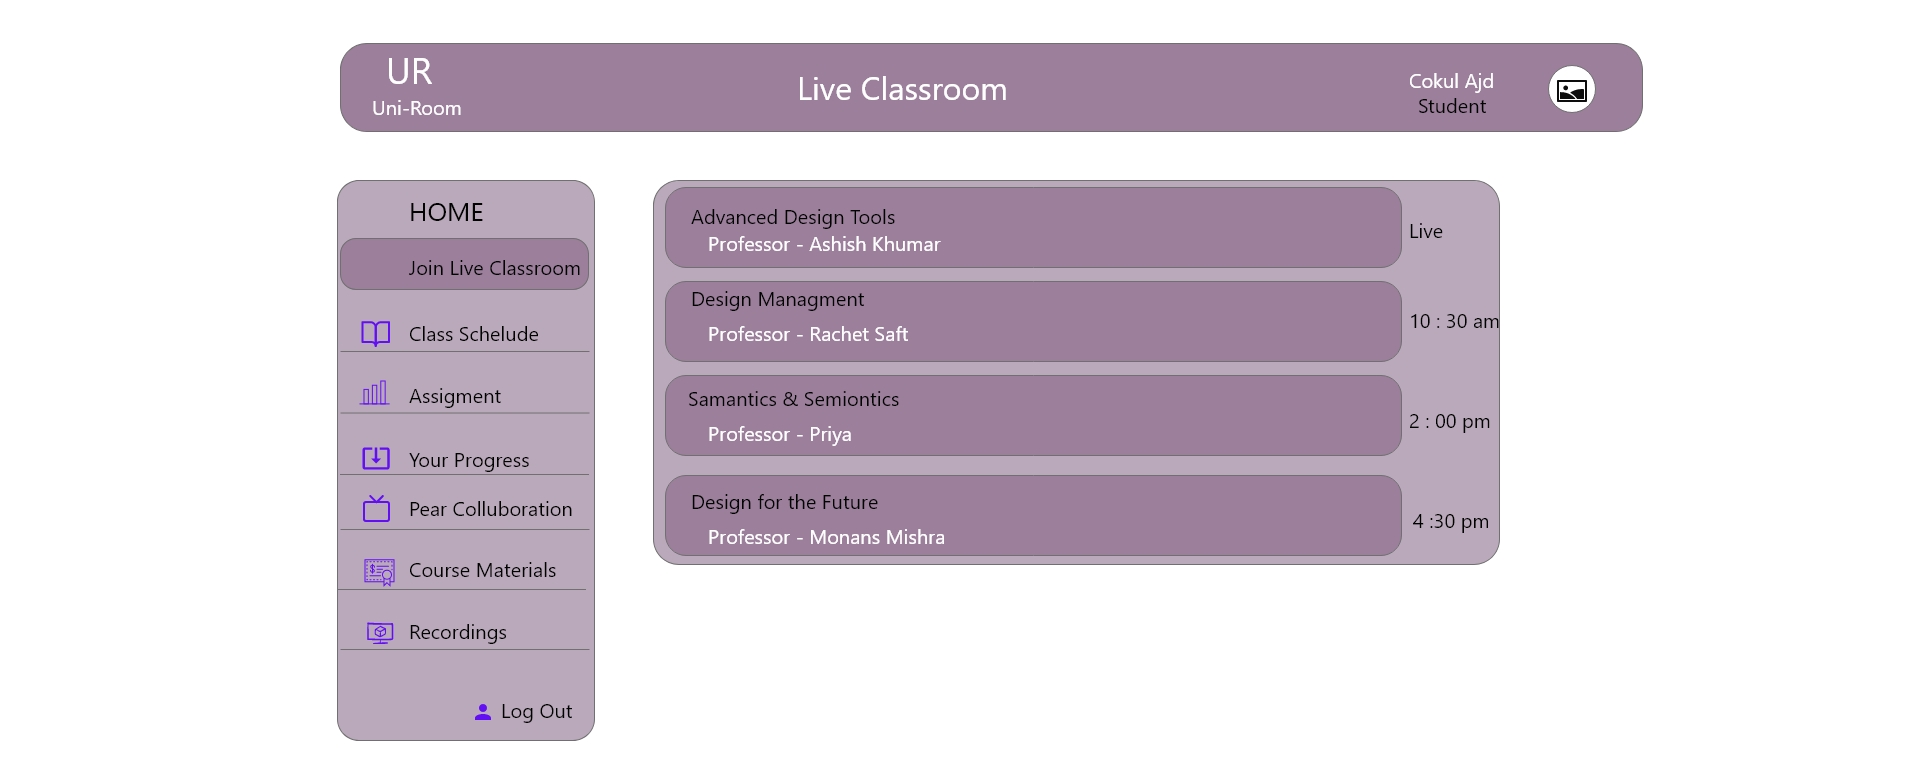 UR
Uni-Room
Live Classroom
Cokul Ajd
Student
HOME
Join Live Classroom
Class Schelude
Assigment
Your Progress
Pear Colluboration
Course Materials
Recordings
Log Out
Advanced Design Tools
Professor - Ashish Khumar
Live
Design Managment
Professor - Rachet Saft
10 : 30 am
Samantics & Semiontics
Professor - Priya
2 : 00 pm
Design for the Future
Professor - Monans Mishra
4 :30 pm